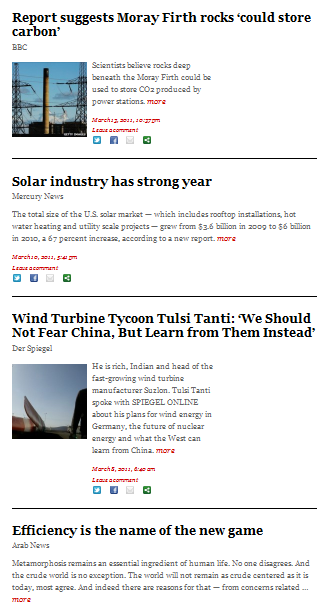 Report suggests Moray Firth rocks ‘could store
carbon’
BBC
Scientists believe rocks deep
beneath the Moray Firth could be
used to store CO2 produced by
power stations. more
March 13, 2011, 10:37pm
Leave a comment
Solar industry has strong year
Mercury News
The total size of the U.S. solar market — which includes rooftop installations, hot
water heating and utility scale projects — grew from $3.6 billion in 2009 to $6 billion
in 2010, a 67 percent increase, according to a new report. more
March 10, 2011, 5:41pm
Leave a comment
Wind Turbine Tycoon Tulsi Tanti: ‘We Should
Not Fear China, But Learn from Them Instead’
Der Spiegel
He is rich, Indian and head of the
fast-growing wind turbine
manufacturer Suzlon. Tulsi Tanti
spoke with SPIEGEL ONLINE
about his plans for wind energy in
Germany, the future of nuclear
energy and what the West can
learn from China. more
March 8, 2011, 6:40am
Leave a comment
Efficiency is the name of the new game
Arab News
Metamorphosis remains an essential ingredient of human life. No one disagrees. And
the crude world is no exception. The world will not remain as crude centered as it is
today, most agree. And indeed there are reasons for that — from concerns related ...
more